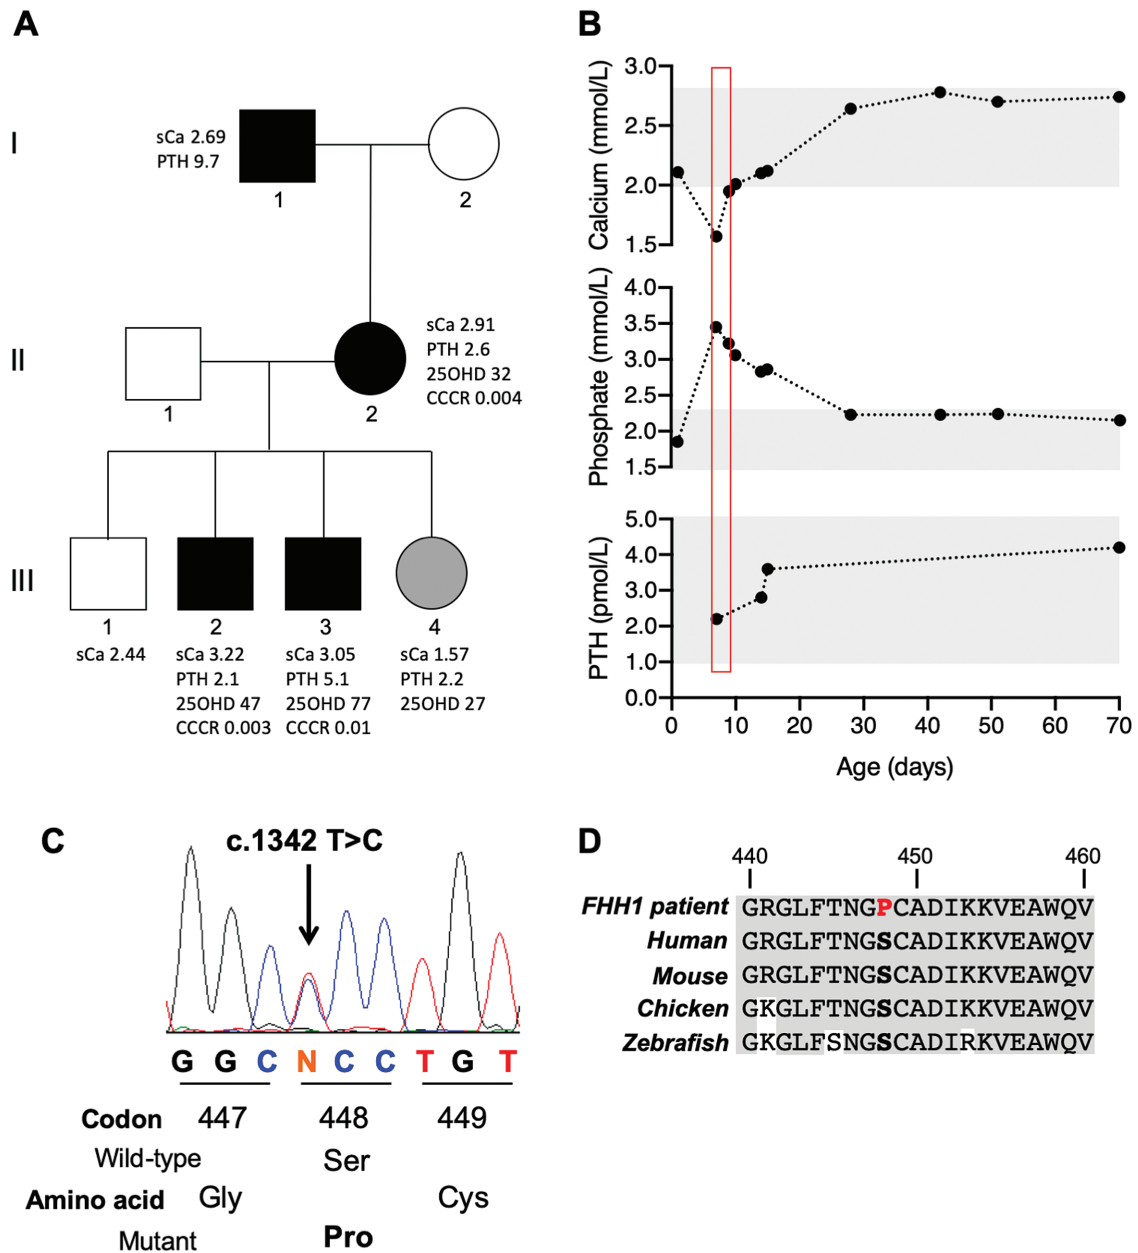 A
I
sCa 2.69
PTH 9.7
1
2
II
sCa 2.91
PTH 2.6
25OHD 32
CCCR 0.004
1
2
III
1
2
3
4
sCa 2.44
sCa 3.22
PTH 2.1
25OHD 47
CCCR 0.003
sCa 3.05
PTH 5.1
25OHD 77
CCCR 0.01
sCa 1.57
PTH 2.2
25OHD 27
B
Calcium (mmol/L)
3.0
2.5
2.0
1.5
Phosphate (mmol/L)
4.0
3.5
3.0
2.5
2.0
1.5
PTH (pmol/L)
5.0
4.0
3.0
2.0
1.0
0.0
0 10 20 30 40 50 60 70
Age (days)
C
c.1342 T>C
G G C N C C T G T
Codon 447 448 449
Wild-type Ser
Amino acid Gly Cys
Mutant Pro
D
440 450 460
FHH1 patient GRGLFTNGPCADIKKVEAWQV
Human GRGLFTNGSCADIKKVEAWQV
Mouse GRGLFTNGSCADIKKVEAWQV
Chicken GKGLFTNGSCADIKKVEAWQV
Zebrafish GKGLFSNGSCADIRKVEAWQV